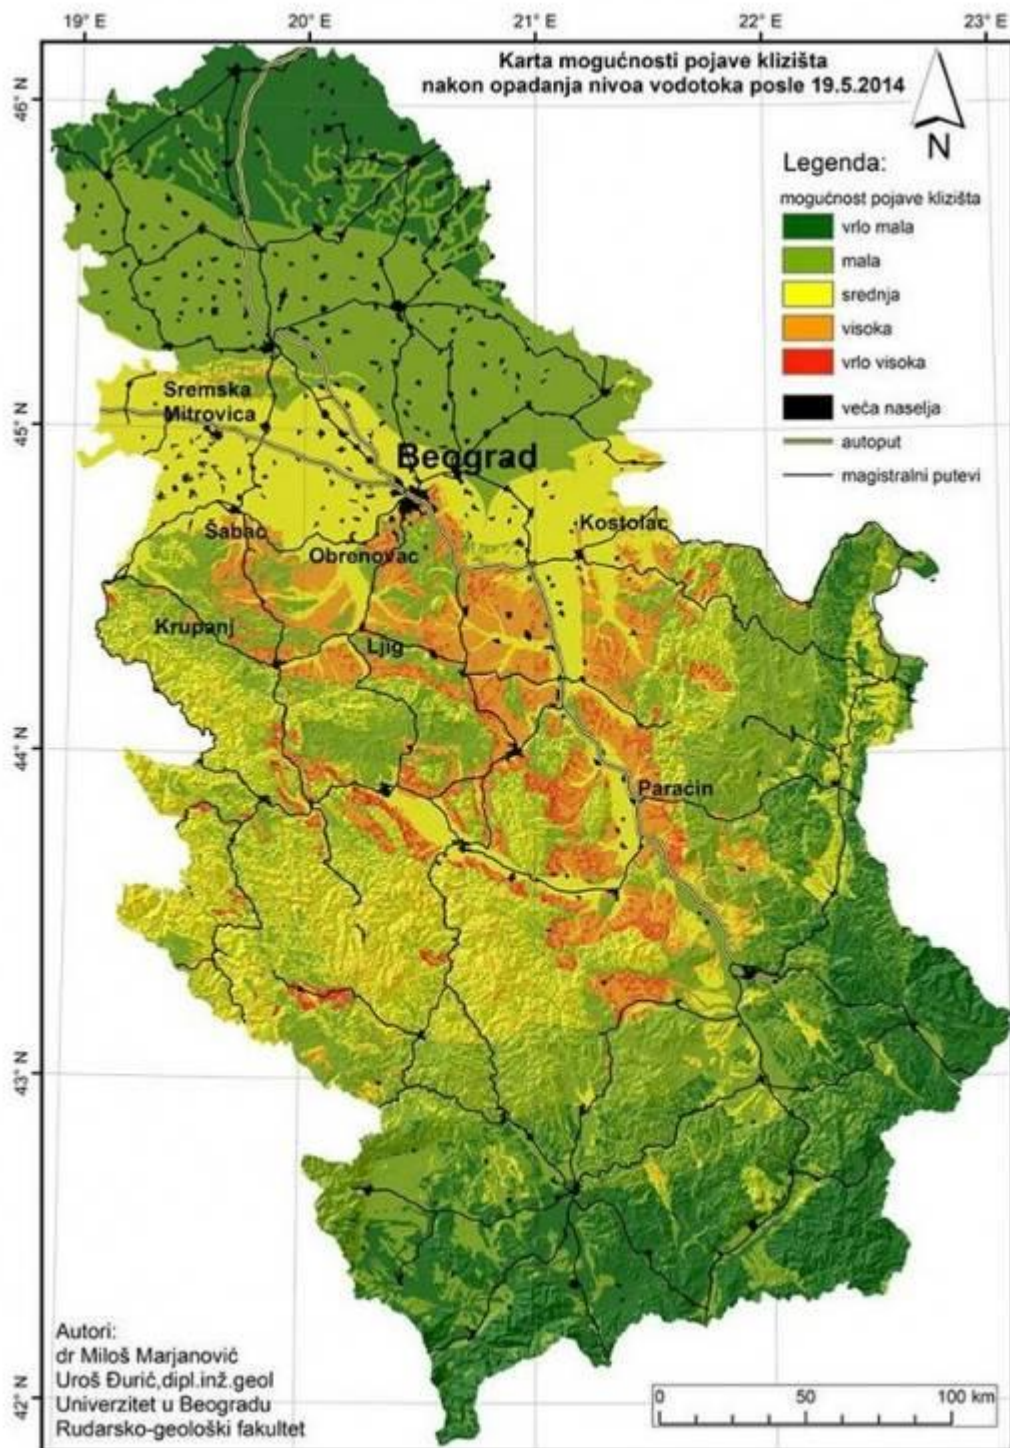 19° E
20° E
21° E
22° E
23° E
Karta mogućnosti pojave klizišta
nakon opadanja nivoa vodotoka posle 19.5.2014
N
Legenda:
mogućnost pojave klizišta
vrlo mala
mala
srednja
visoka
vrlo visoka
veća naselja
autoput
magistralni putevi
46° N
45° N
44° N
43° N
42° N
Sremska
Mitrovica
Beograd
Šabac
Obrenovac
Kostolac
Krupanj
Ljig
Paraćin
Autori:
dr Miloš Marjanović
Uroš Đurić,dipl.inž.geol
Univerzitet u Beogradu
Rudarsko-geološki fakultet
0 50 100 km